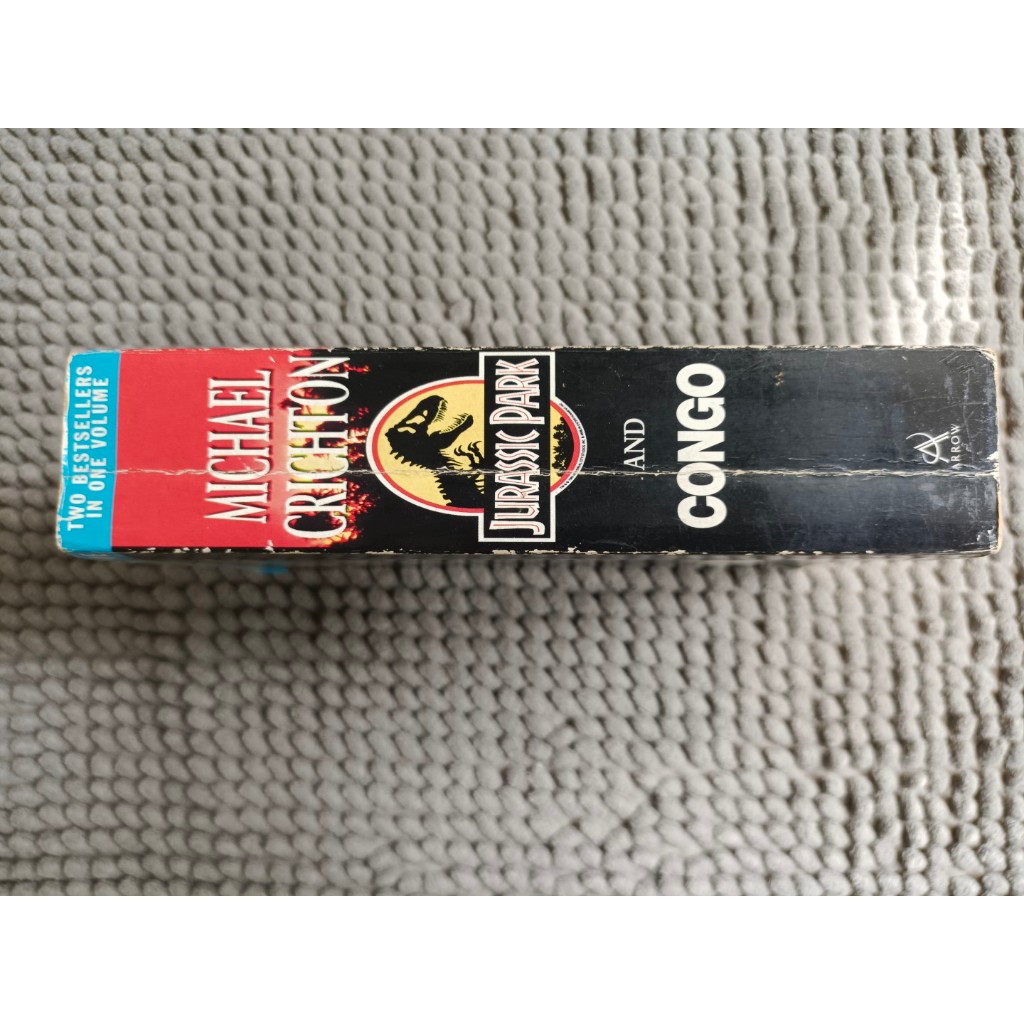 TWO BESTSELLERS
IN ONE VOLUME
MICHAEL
CRICHTON
JURASSIC PARK
AND
CONGO
ARROW